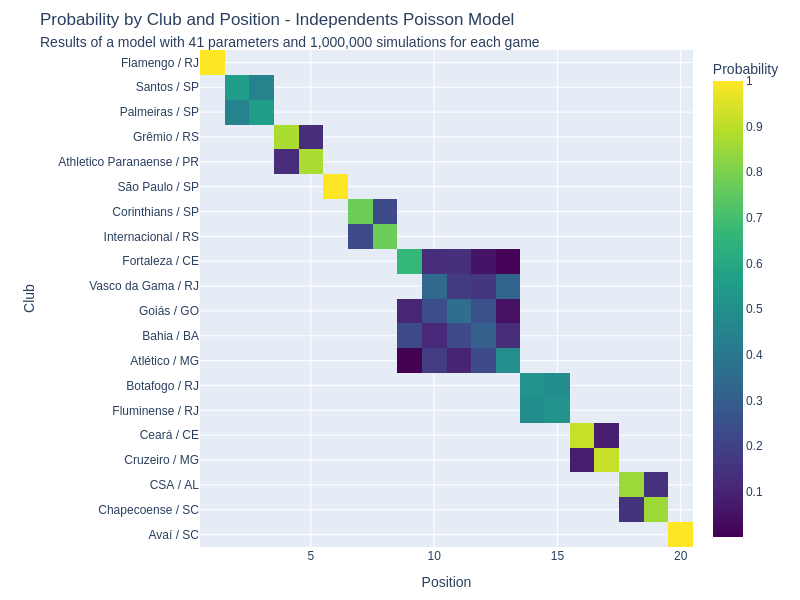 Probability by Club and Position - Independents Poisson Model
Results of a model with 41 parameters and 1,000,000 simulations for each game
Probability
Club
Flamengo / RJ
Santos / SP
Palmeiras / SP
Grêmio / RS
Athletico Paranaense / PR
São Paulo / SP
Corinthians / SP
Internacional / RS
Fortaleza / CE
Vasco da Gama / RJ
Goiás / GO
Bahia / BA
Atlético / MG
Botafogo / RJ
Fluminense / RJ
Ceará / CE
Cruzeiro / MG
CSA / AL
Chapecoense / SC
Avaí / SC
1
0.9
0.8
0.7
0.6
0.5
0.4
0.3
0.2
0.1
5 10 15 20
Position